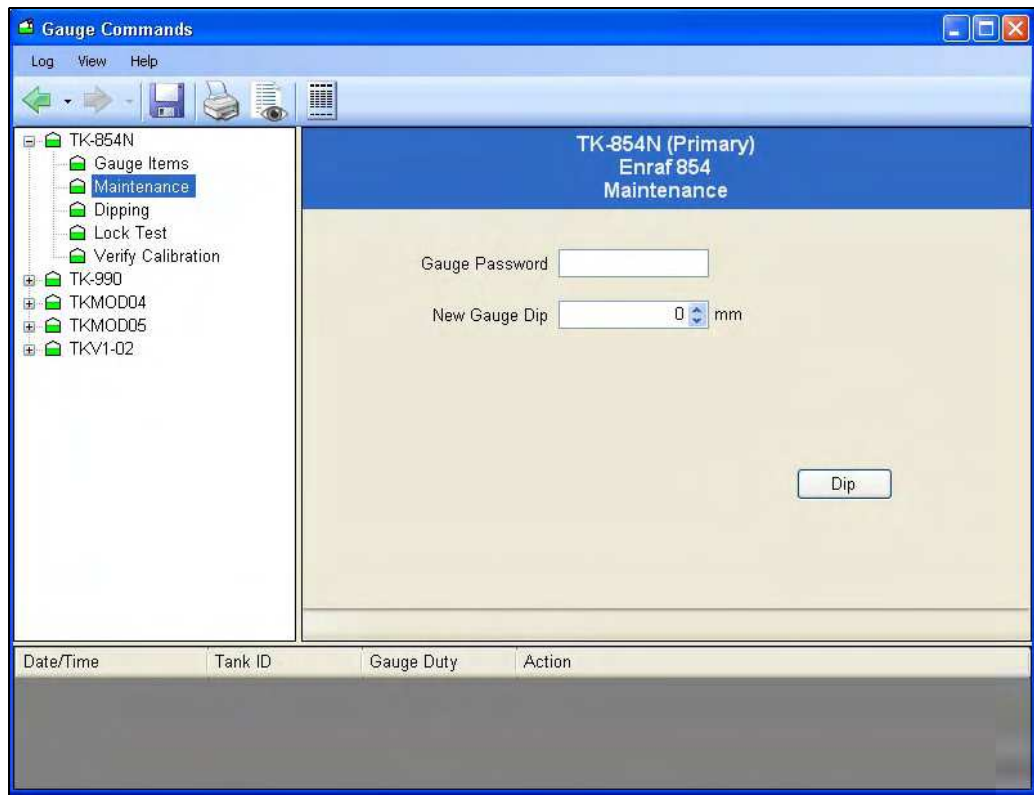 Gauge Commands
Log View Help
TK-854N
Gauge Items
Maintenance
Dipping
Lock Test
Verify Calibration
TK-990
TKMOD04
TKMOD05
TKV1-02
TK-854N (Primary)
Enraf 854
Maintenance
Gauge Password
New Gauge Dip 0 mm
Dip
Date/Time Tank ID Gauge Duty Action